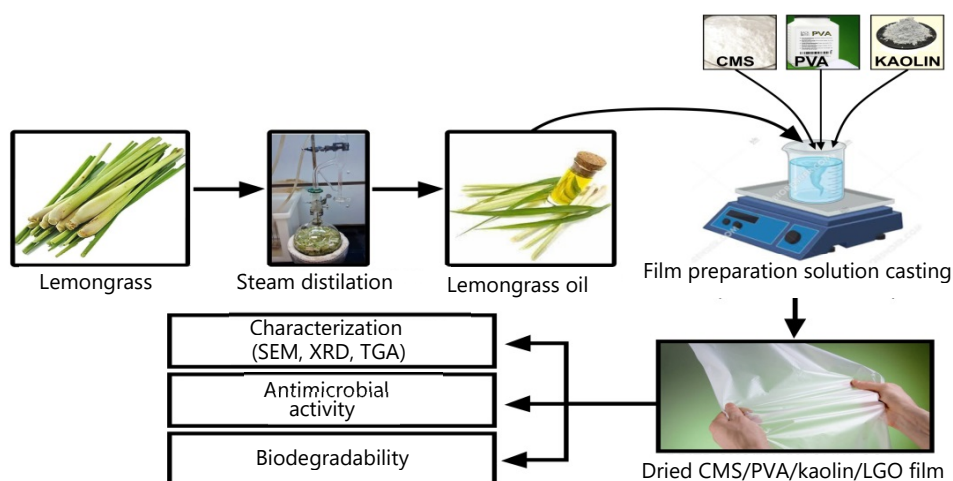 CMS
PVA
PVA
KAOLIN
Lemongrass
Steam distilation
Lemongrass oil
Film preparation solution casting
Characterization
(SEM, XRD, TGA)
Antimicrobial
activity
Biodegradability
Dried CMS/PVA/kaolin/LGO film